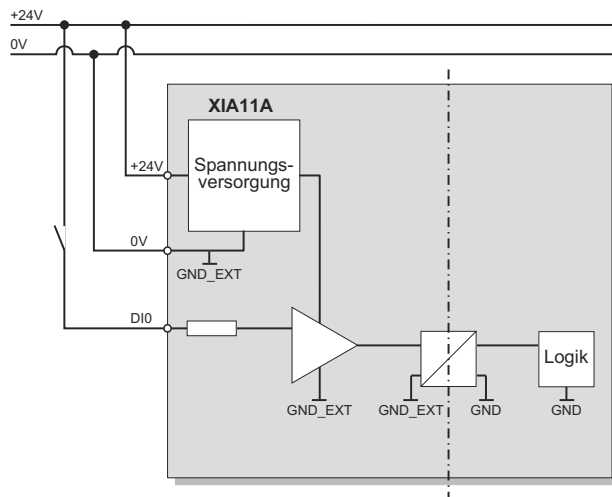 +24V
0V
XIA11A
+24V
Spannungs-
versorgung
0V
GND_EXT
DI0
Logik
GND_EXT
GND_EXT
GND
GND